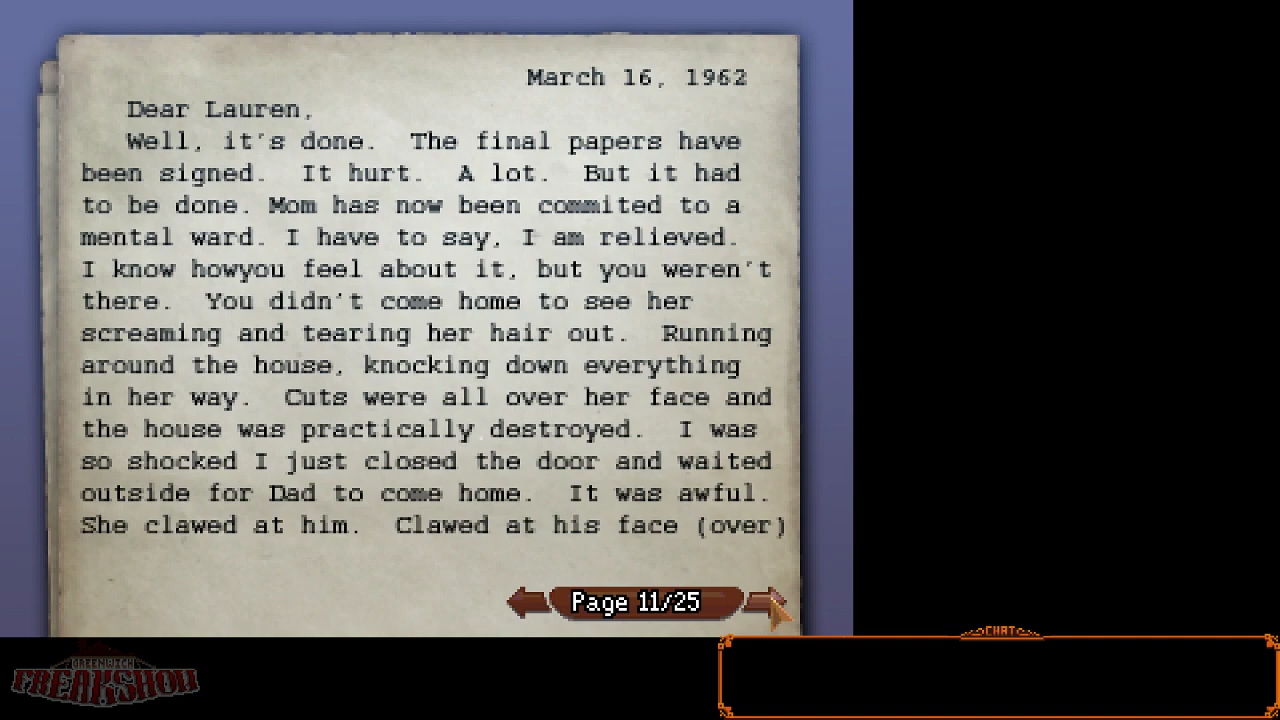 March 16, 1962
Dear Lauren,
Well, it's done. The final papers have
been signed. It hurt. A lot. But it had
to be done. Mom has now been commited to a
mental ward. I have to say, I am relieved.
I know howyou feel about it, but you weren't
there. You didn't come home to see her
screaming and tearing her hair out. Running
around the house, knocking down everything
in her way. Cuts were all over her face and
the house was practically destroyed. I was
so shocked I just closed the door and waited
outside for Dad to come home. It was awful.
She clawed at him. Clawed at his face (over)
Page 11/25
CHAT
GREENWICH
FREAKSHOW